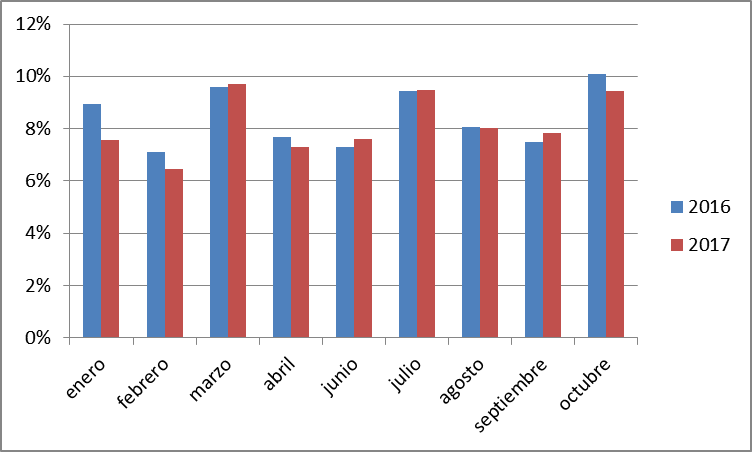 12%
10%
8%
6%
4%
2%
0%
enero
febrero
marzo
abril
junio
julio
agosto
septiembre
octubre
2016
2017